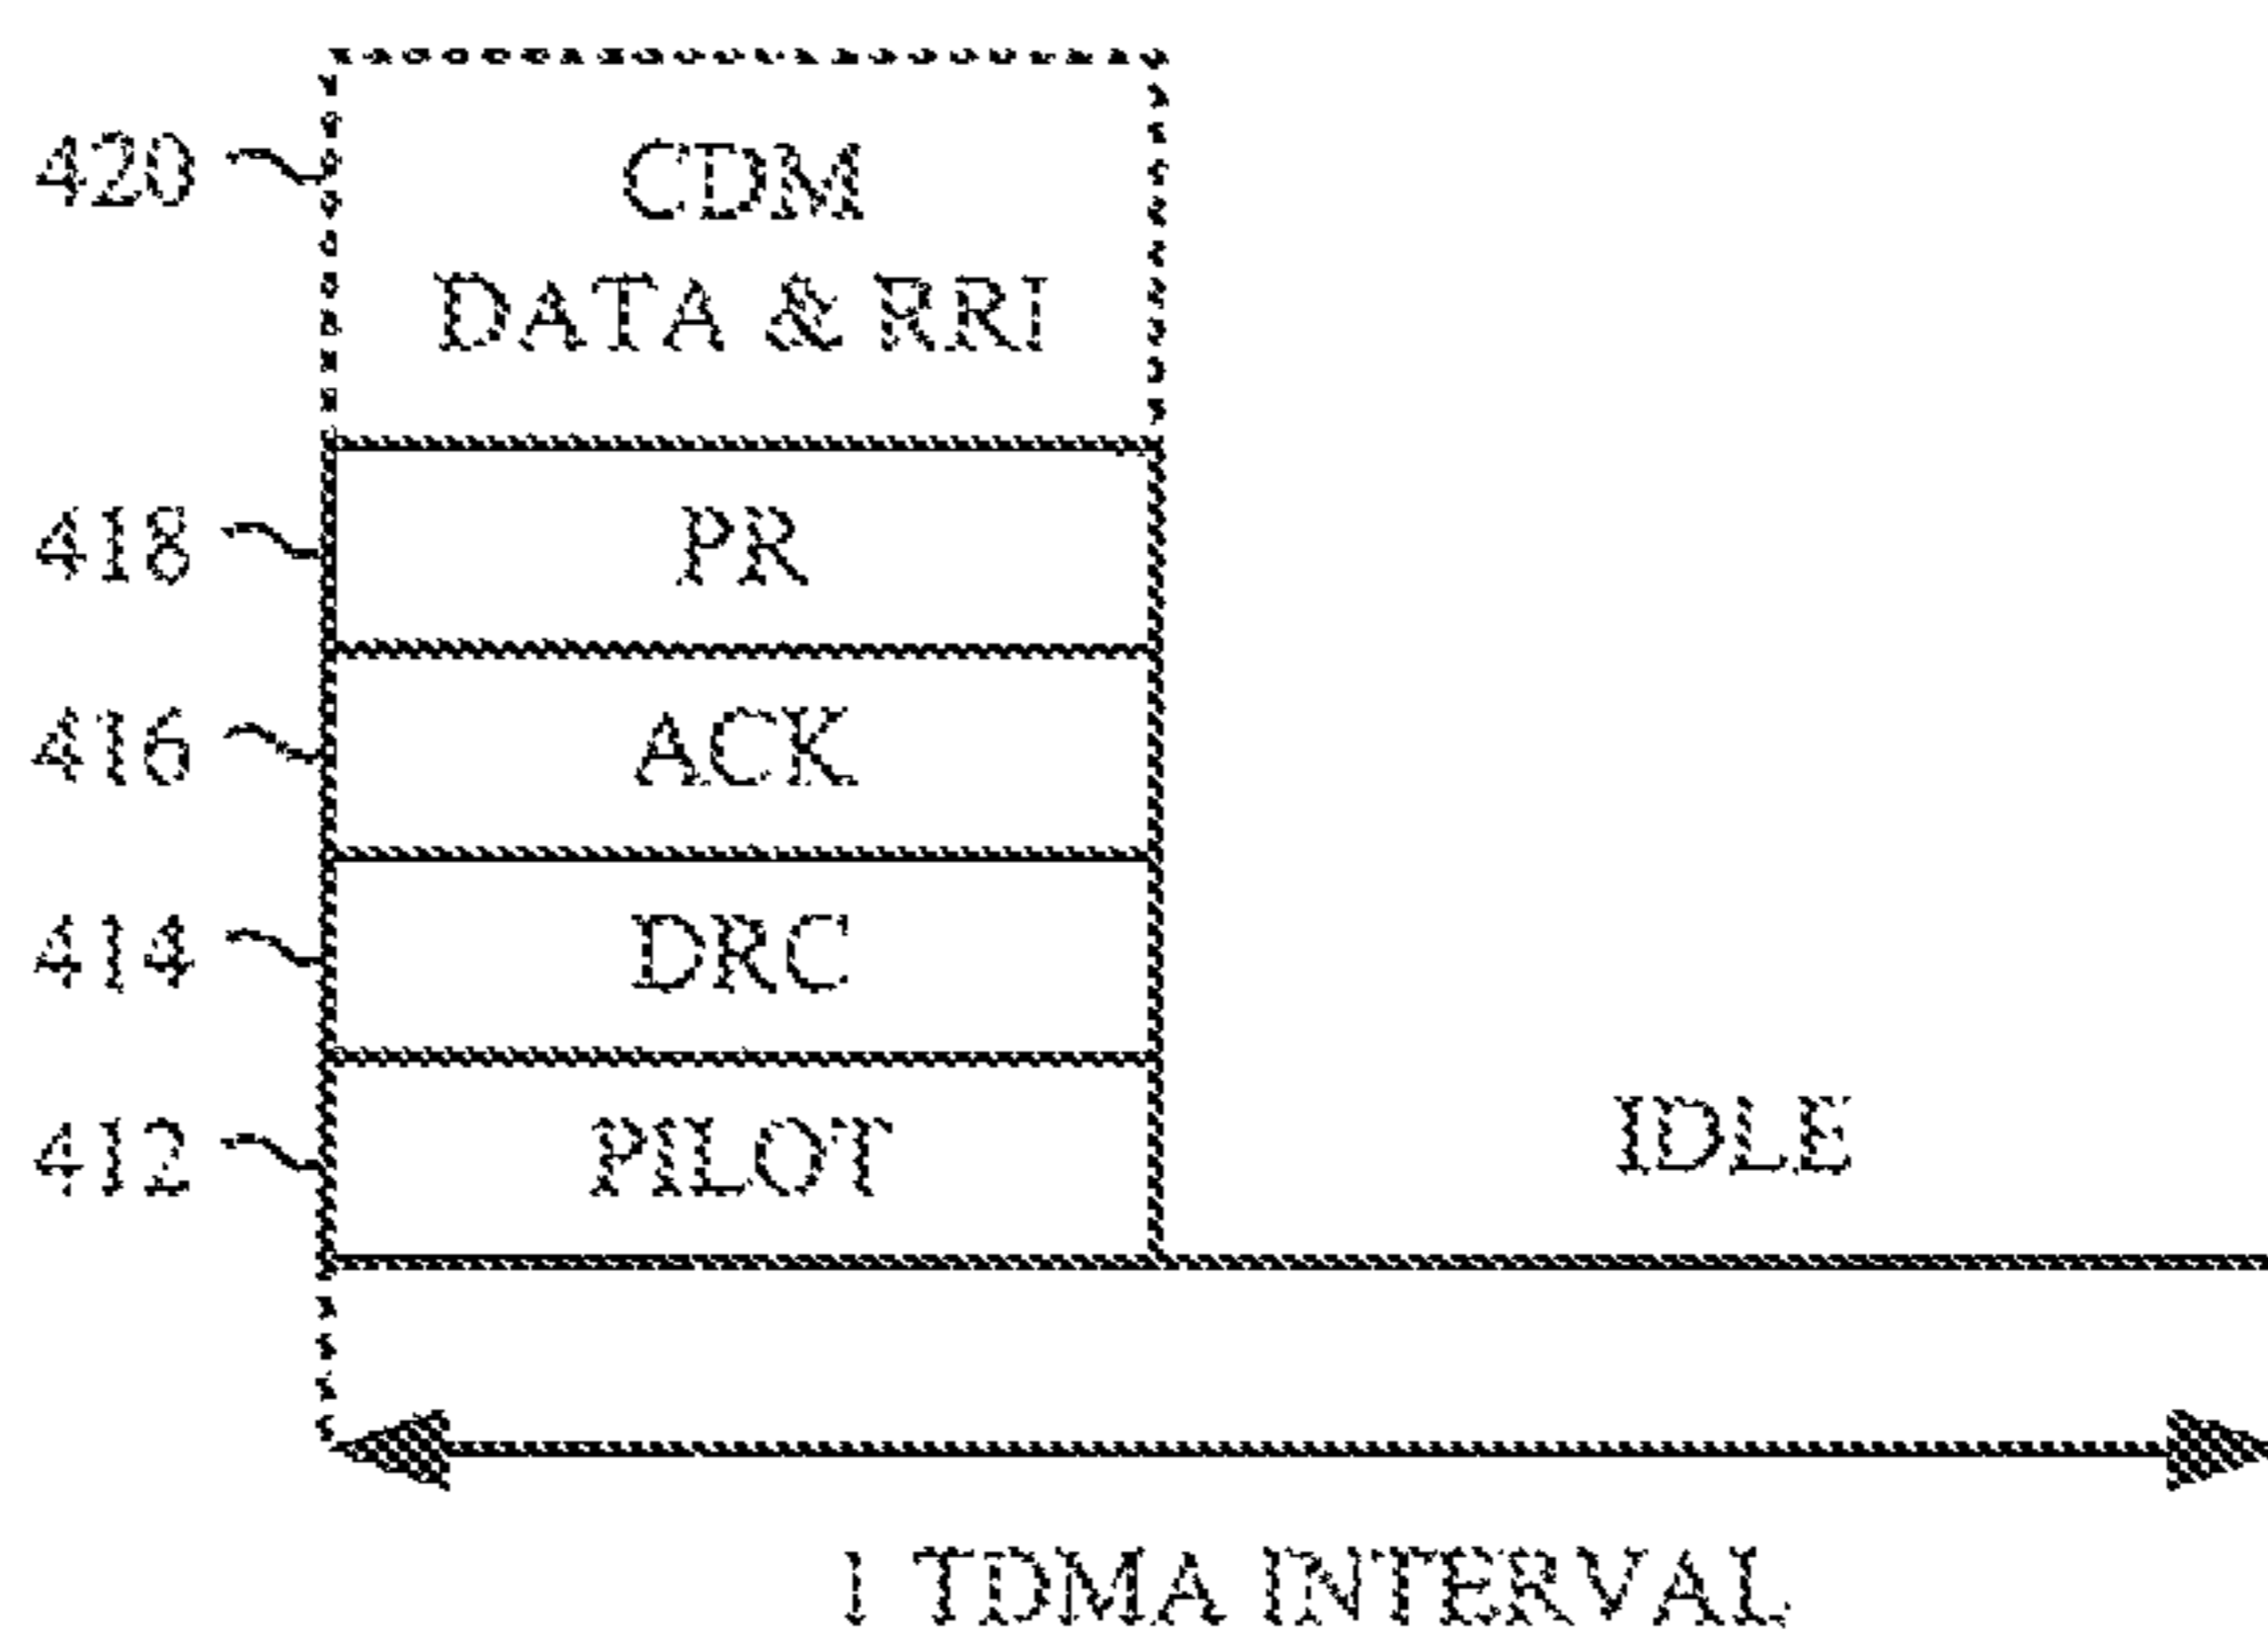 420 CDM
DATA & RRI
418 PR
416 ACK
414 DRC
412 PILOT
IDLE
1 TDMA INTERVAL